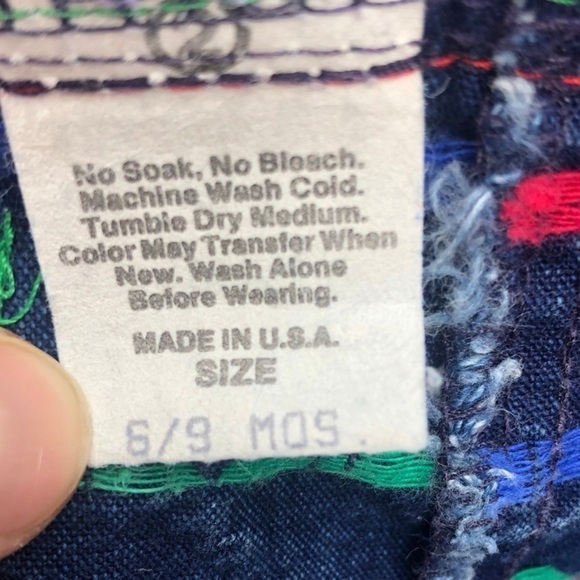 No Soak, No Bleach.
Machine Wash Cold.
Tumble Dry Medium.
Color May Transfer When
New. Wash Alone
Before Wearing.
MADE IN U.S.A.
SIZE
6/9 MOS.